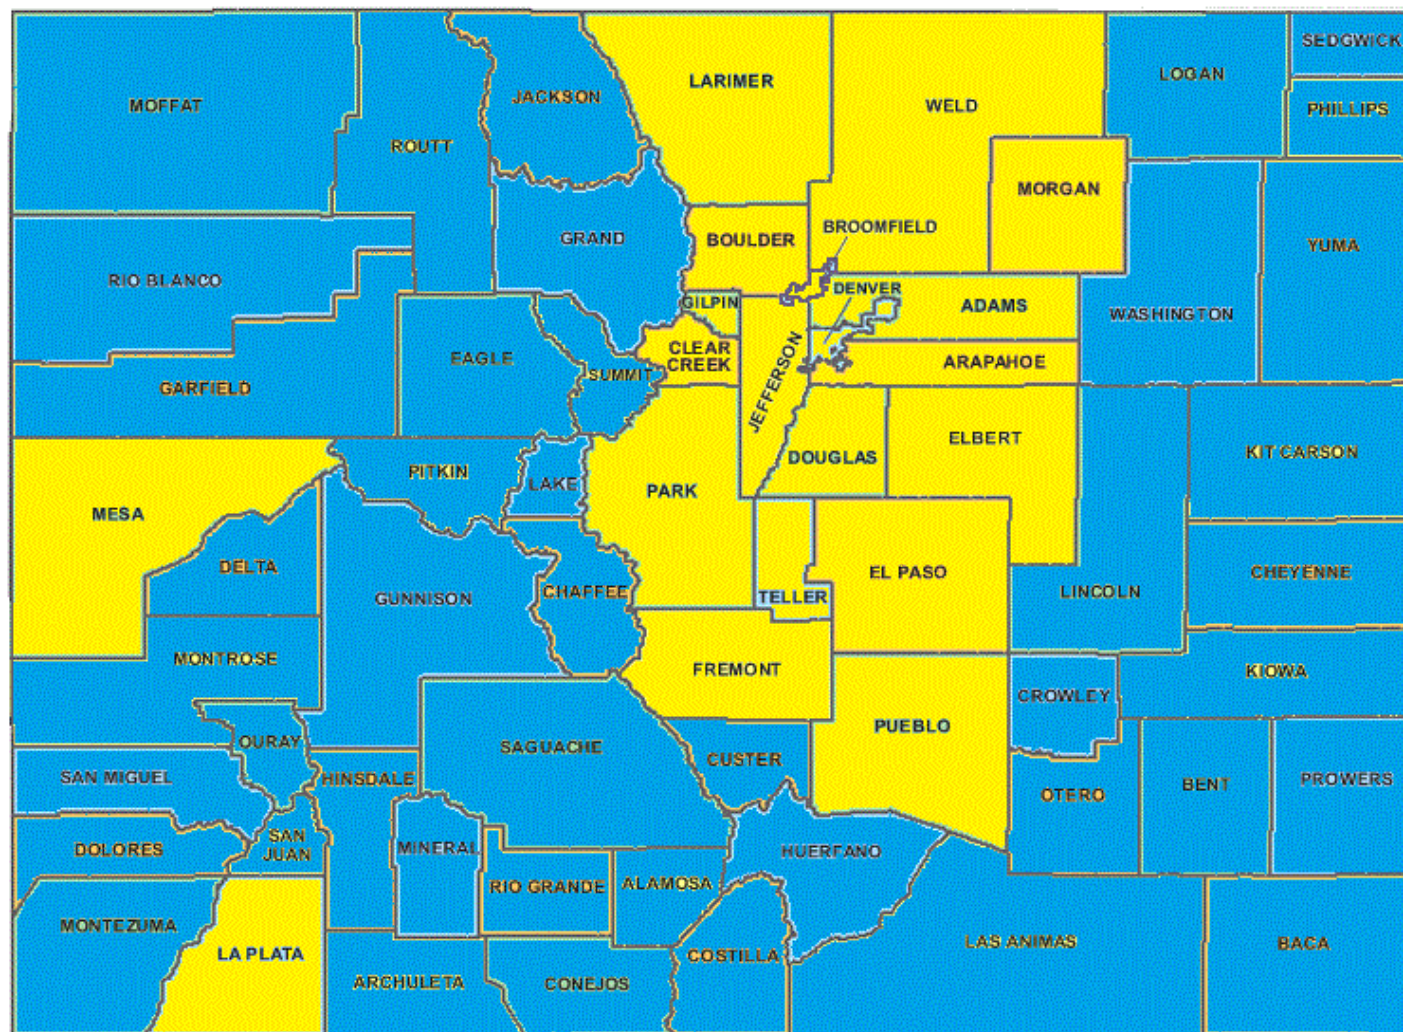 SEDGWICK
LOGAN
LARIMER
MOFFAT
JACKSON
WELD
PHILLIPS
ROUTT
MORGAN
BROOMFIELD
GRAND
BOULDER
YUMA
RIO BLANCO
DENVER
GILPIN
ADAMS
WASHINGTON
CLEAR
CREEK
EAGLE
SUMMIT
ARAPAHOE
GARFIELD
JEFFERSON
ELBERT
KIT CARSON
DOUGLAS
PITKIN
LAKE
PARK
MESA
DELTA
EL PASO
CHEYENNE
GUNNISON
CHAFFEE
TELLER
LINCOLN
MONTROSE
FREMONT
KIOWA
CROWLEY
PUEBLO
OURAY
SAGUACHE
CUSTER
SAN MIGUEL
HINSDALE
OTERO
BENT
PROWERS
DOLORES
SAN
JUAN
MINERAL
HUERFANO
RIO GRANDE
ALAMOSA
MONTEZUMA
LA PLATA
COSTILLA
LAS ANIMAS
BACA
ARCHULETA
CONEJOS